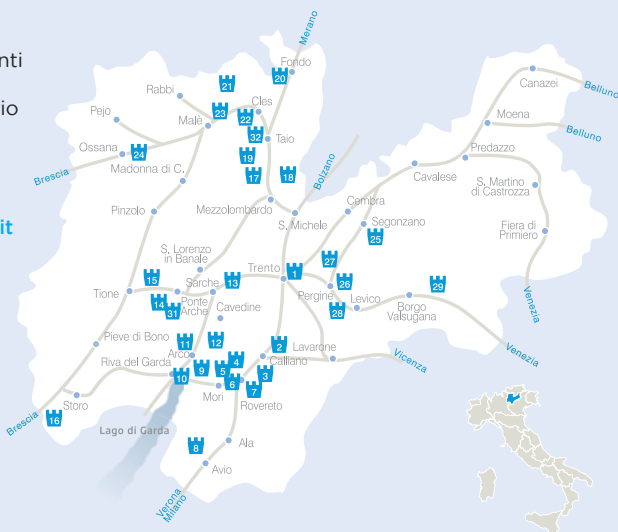 nti
io
it
Merano
Fondo
20
21
Rabbi
Canazei
Belluno
Pejo
23
Cles
22
Malè
Moena
Belluno
32
Taio
Ossana
24
19
Predazzo
Brescia
Madonna di C.
17
18
Bolzano
Cavalese
S. Martino
di Castrozza
Pinzolo
Mezzolombardo
Cembra
S. Michele
Segonzano
Fiera di
Primiero
25
S. Lorenzo
in Banale
27
Trento
1
15
13
26
29
Sarche
Pergine
Levico
Tione
14
Ponte
Arche
31
Cavedine
28
Borgo
Valsugana
Venezia
Pieve di Bono
11
12
2
Lavarone
Arco
4
Calliano
Vicenza
Venezia
Riva del Garda
9
5
3
10
6
7
Mori
Rovereto
Storo
16
Brescia
Lago di Garda
8
Ala
Avio
Verona
Milano